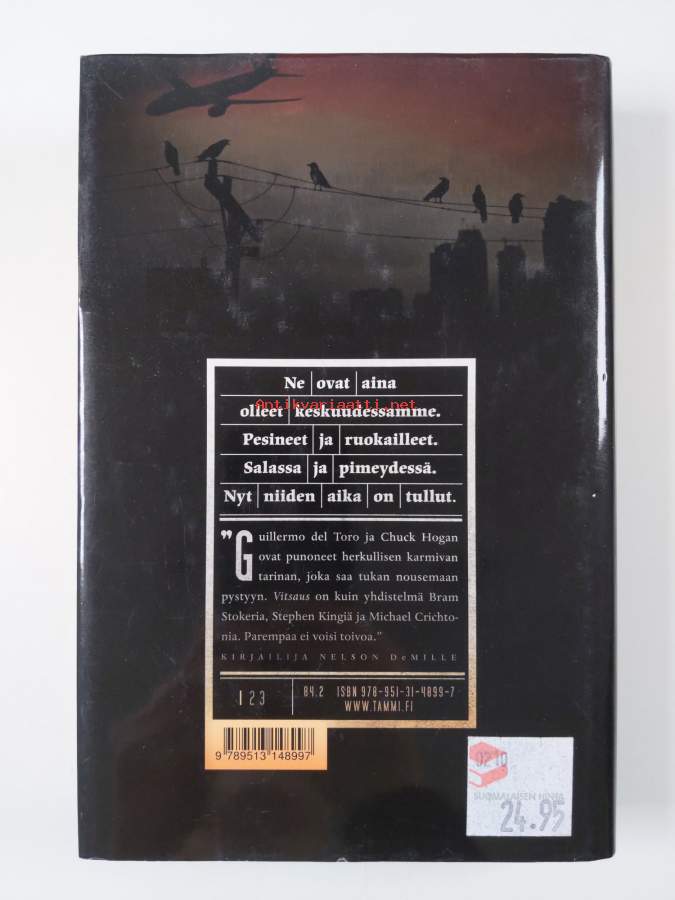 Ne ovat aina
olleet keskuudessamme.
Antikvariaatti.net
Pesineet ja ruokailleet.
Salassa ja pimeydessä.
Nyt niiden aika on tullut.
"Guillermo del Toro ja Chuck Hogan
ovat punoneet herkullisen karmivan
tarinan, joka saa tukan nousemaan
pystyyn. Vitsaus on kuin yhdistelmä Bram
Stokeria, Stephen Kingiä ja Michael Crichto-
nia. Parempaa ei voisi toivoa."
KIRJAILIJA NELSON DeMILLE
123 84.2 ISBN 978-951-31-4899-7
WWW.TAMMI.FI
9 789513 148997
0210
SUOMALAISEN HINTA
24.95